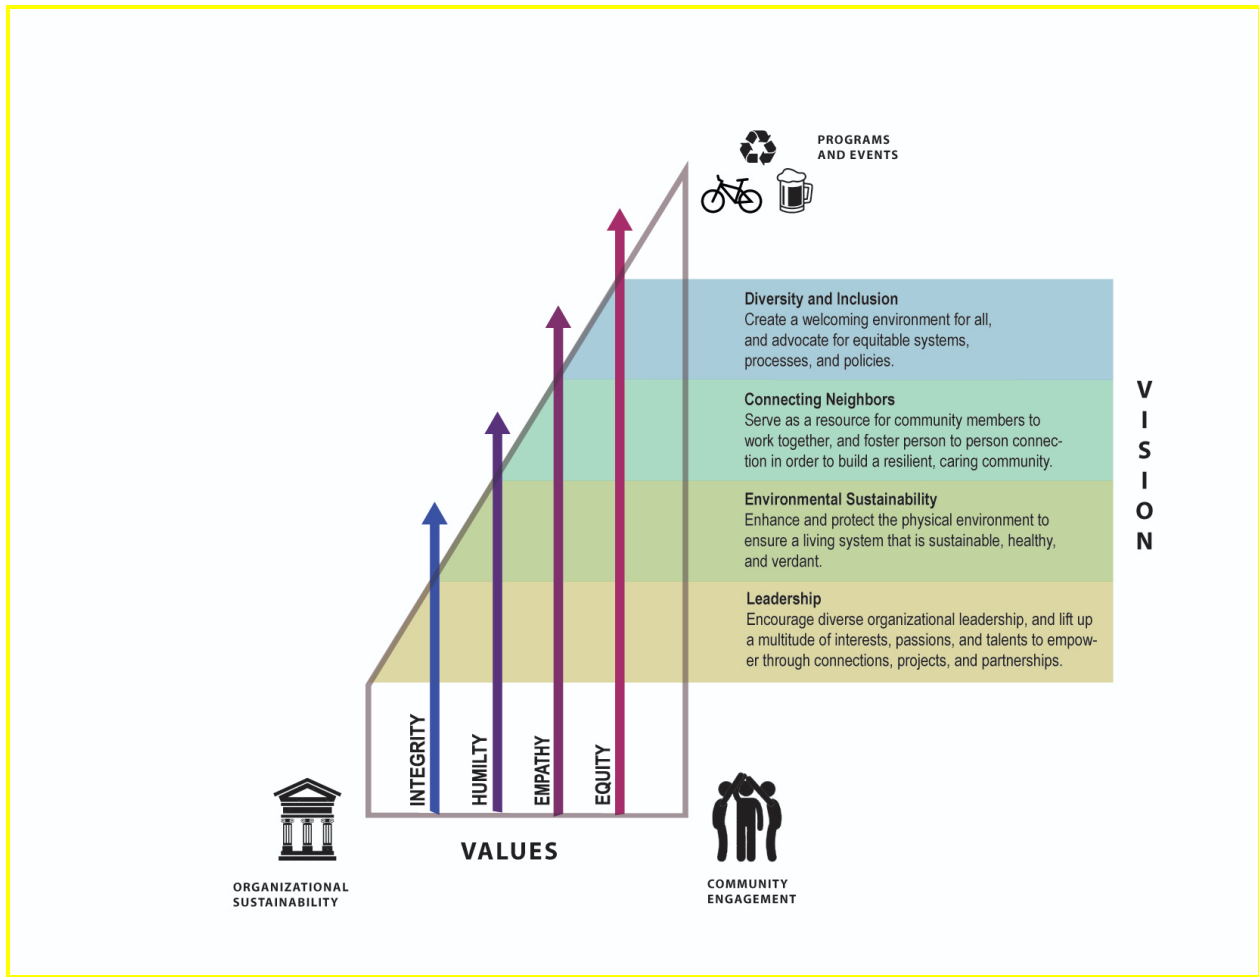 PROGRAMS
AND EVENTS
Diversity and Inclusion
Create a welcoming environment for all,
and advocate for equitable systems,
processes, and policies.
Connecting Neighbors
Serve as a resource for community members to
work together, and foster person to person connec-
tion in order to build a resilient, caring community.
Environmental Sustainability
Enhance and protect the physical environment to
ensure a living system that is sustainable, healthy,
and verdant.
Leadership
Encourage diverse organizational leadership, and lift up
a multitude of interests, passions, and talents to empow-
er through connections, projects, and partnerships.
VISION
INTEGRITY
HUMILTY
EMPATHY
EQUITY
VALUES
ORGANIZATIONAL
SUSTAINABILITY
COMMUNITY
ENGAGEMENT